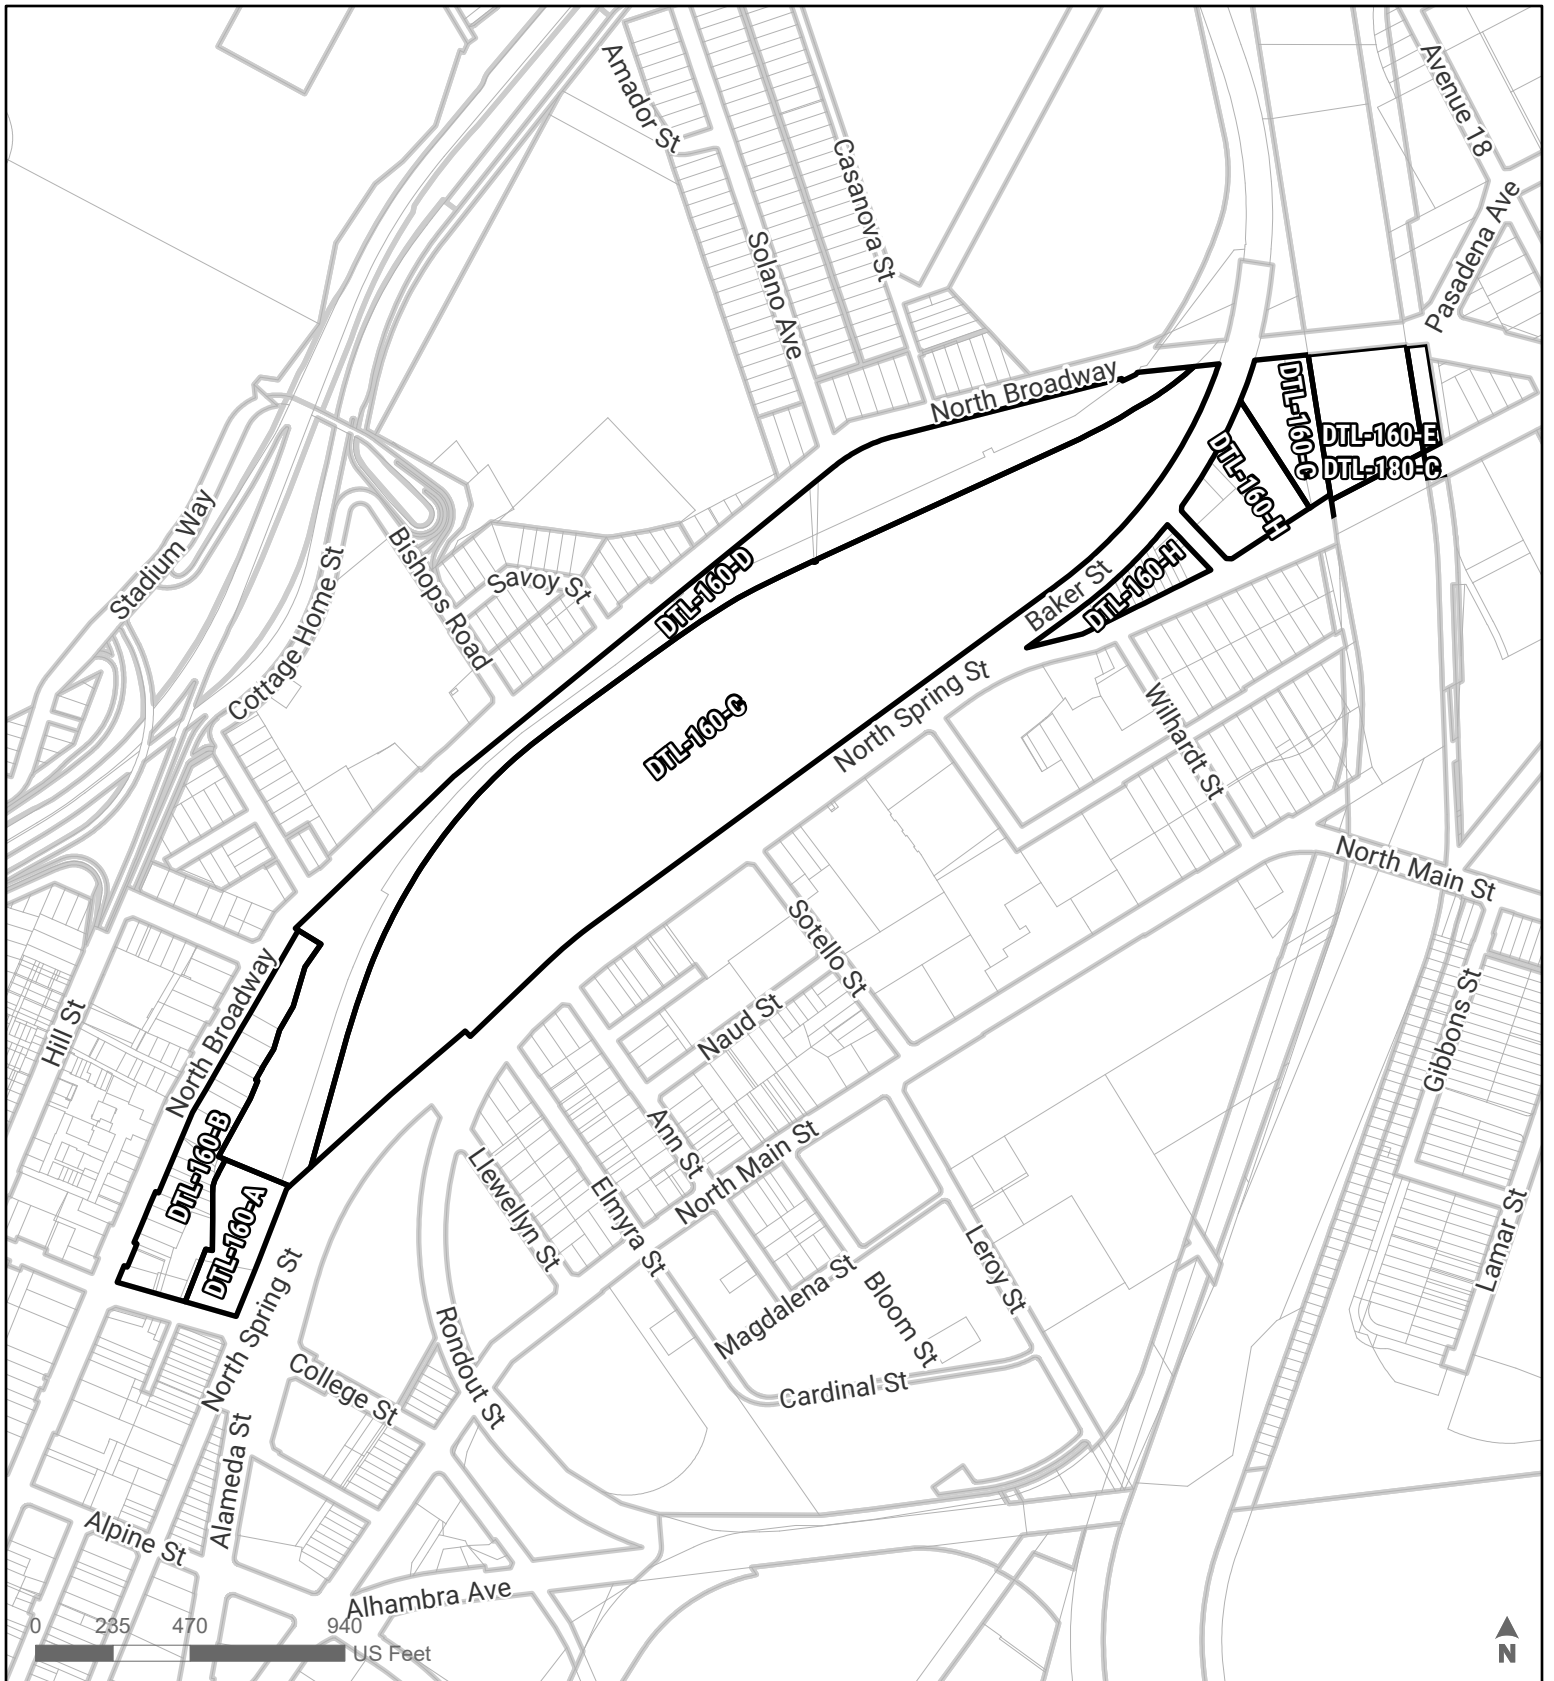 Amador St
Avenue 18
Casanova St
Pasadena Ave
Solano Ave
North Broadway
DTL-160-C
DTL-160-E
DTL-180-C
DTL-160-H
Stadium Way
Bishops Road
Savoy St
Cottage Home St
DTL-160-D
Baker St
DTL-160-H
DTL-160-C
North Spring St
Wilhardt St
North Main St
Sotello St
North Broadway
Hill St
Naud St
Gibbons St
DTL-160-B
Ann St
North Main St
Llewellyn St
Elmyra St
DTL-160-A
Leroy St
Lamar St
Magdalena St
Bloom St
North Spring St
Rondout St
College St
Cardinal St
Alameda St
Alpine St
Alhambra Ave
0 235 470 940
US Feet
N